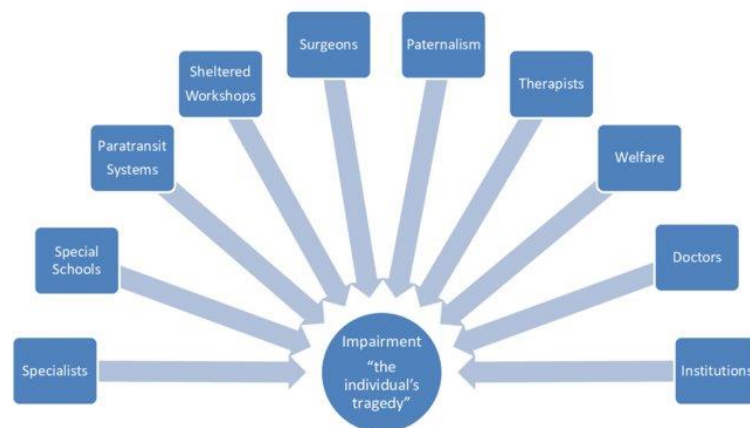 Surgeons
Paternalism
Sheltered
Workshops
Therapists
Paratransit
Systems
Welfare
Special
Schools
Doctors
Specialists
Impairment
“the
individual’s
tragedy”
Institutions